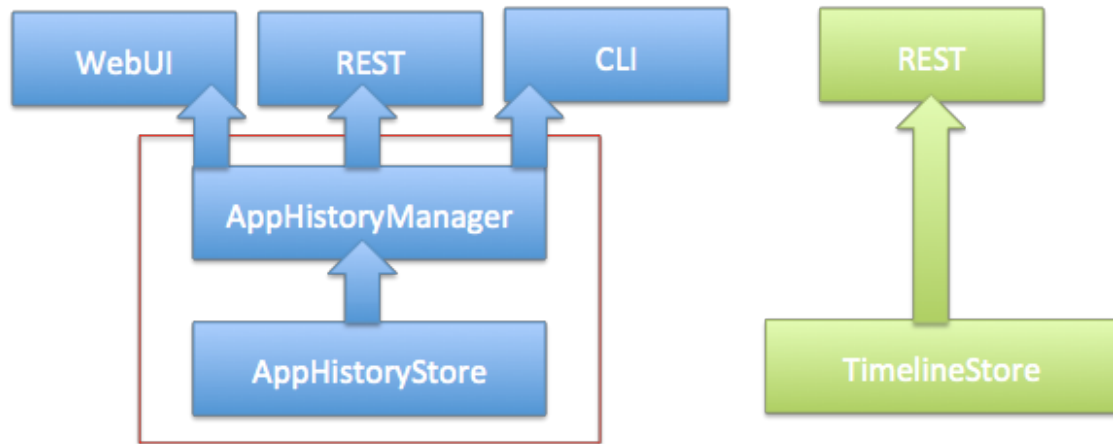 WebUI
REST
CLI
REST
AppHistoryManager
AppHistoryStore
TimelineStore